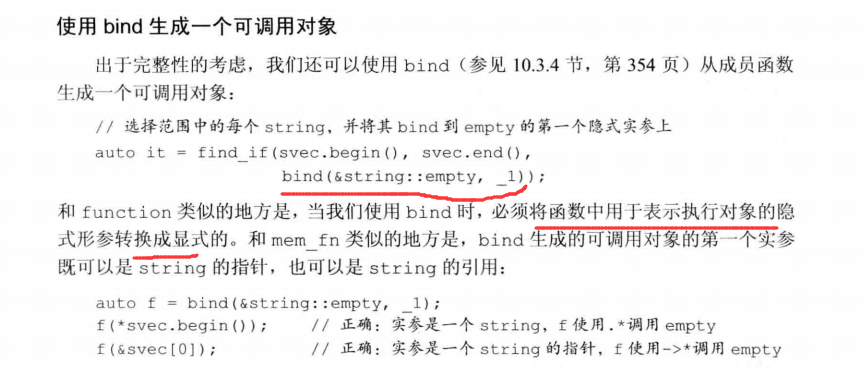 使用 bind 生成一个可调用对象
出于完整性的考虑，我们还可以使用 bind（参见 10.3.4 节，第 354 页）从成员函数
生成一个可调用对象：
// 选择范围中的每个 string，并将其 bind 到 empty 的第一个隐式实参上
auto it = find_if(svec.begin(), svec.end(),
bind(&string::empty, _1));
和 function 类似的地方是，当我们使用 bind 时，必须将函数中用于表示执行对象的隐
式形参转换成显式的。和 mem_fn 类似的地方是，bind 生成的可调用对象的第一个实参
既可以是 string 的指针，也可以是 string 的引用：
auto f = bind(&string::empty, _1);
f(*svec.begin()); // 正确：实参是一个 string，f 使用.*调用 empty
f(&svec[0]); // 正确：实参是一个 string 的指针，f 使用->*调用 empty